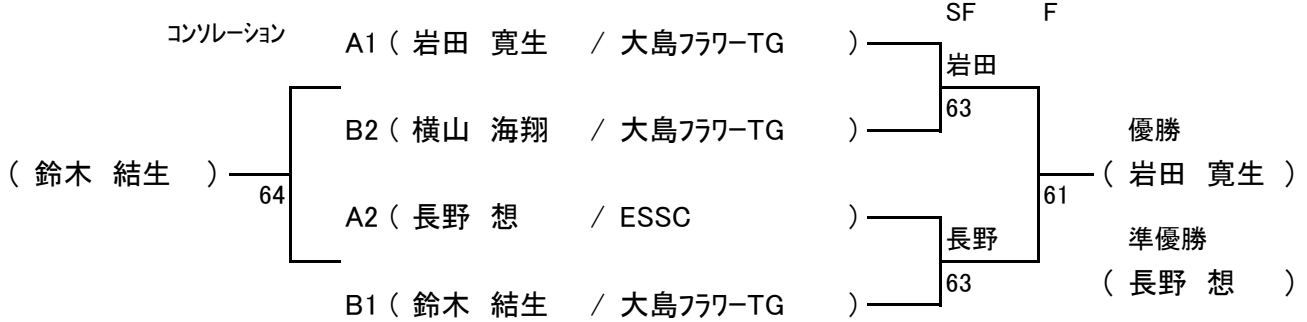 SF F
コンソレーション
A1 ( 岩田 寛生 / 大島フラワーTG )
岩田
63
B2 ( 横山 海翔 / 大島フラワーTG )
優勝
( 鈴木 結生 )
64
61
( 岩田 寛生 )
A2 ( 長野 想 / ESSC )
長野
63
準優勝
( 長野 想 )
B1 ( 鈴木 結生 / 大島フラワーTG )